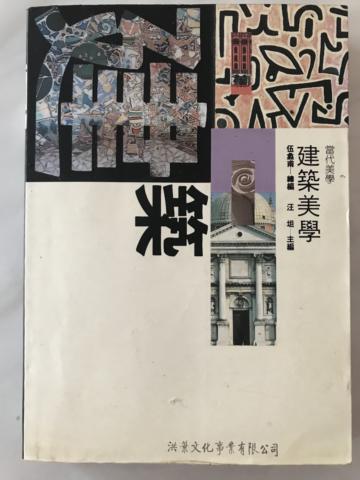 建
築
當代美學
建築美學
伍蠡甫─總編 汪 坦─主編
洪葉文化事業有限公司